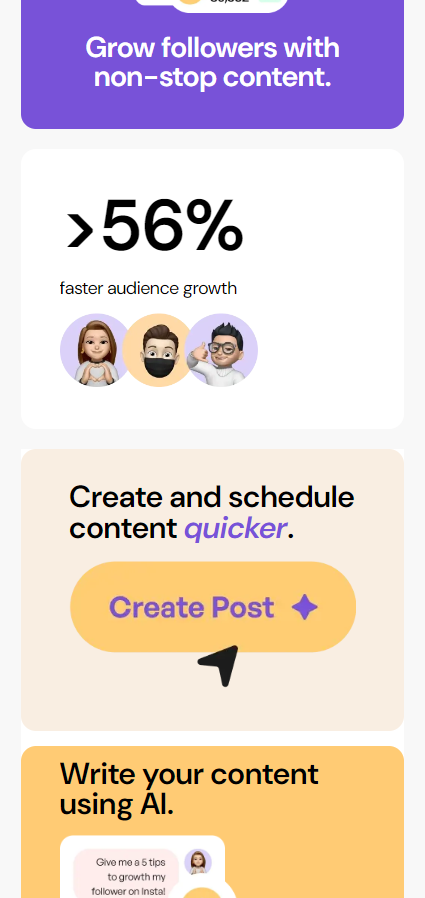 Grow followers with
non-stop content.
>56%
faster audience growth
Create and schedule
content quicker.
Create Post
Write your content
using AI.
Give me a 5 tips
to growth my
follower on Insta!